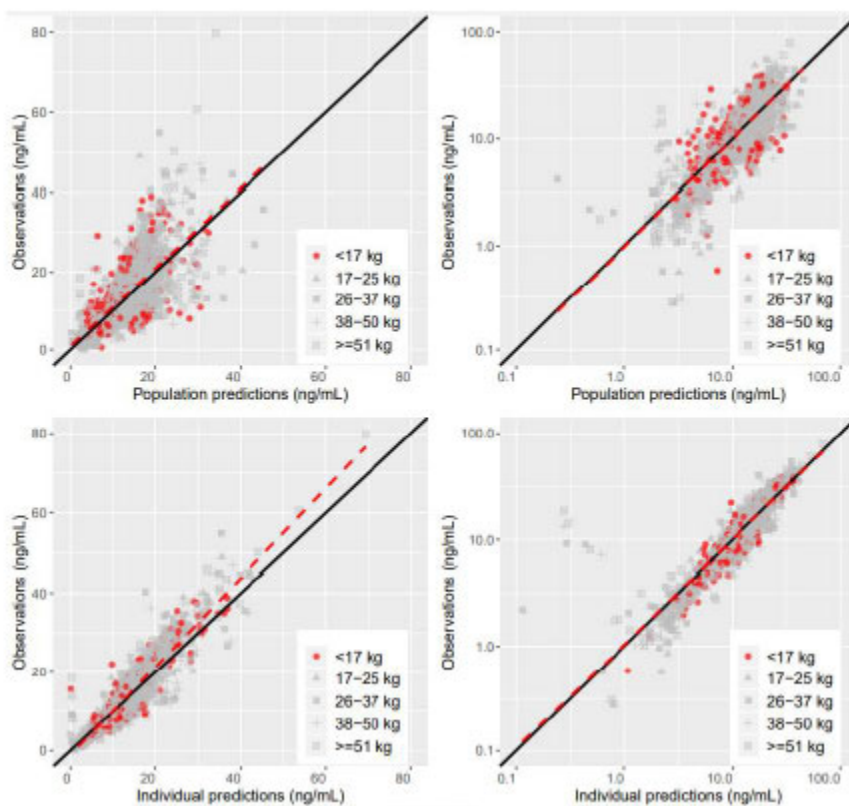 80
60
40
20
0
Observations (ng/mL)
<17 kg
17−25 kg
26−37 kg
38−50 kg
>=51 kg
0 20 40 60 80
Population predictions (ng/mL)
100.0
10.0
1.0
0.1
Observations (ng/mL)
<17 kg
17−25 kg
26−37 kg
38−50 kg
>=51 kg
0.1 1.0 10.0 100.0
Population predictions (ng/mL)
80
60
40
20
0
Observations (ng/mL)
<17 kg
17−25 kg
26−37 kg
38−50 kg
>=51 kg
0 20 40 60 80
Individual predictions (ng/mL)
100.0
10.0
1.0
0.1
Observations (ng/mL)
<17 kg
17−25 kg
26−37 kg
38−50 kg
>=51 kg
0.1 1.0 10.0 100.0
Individual predictions (ng/mL)